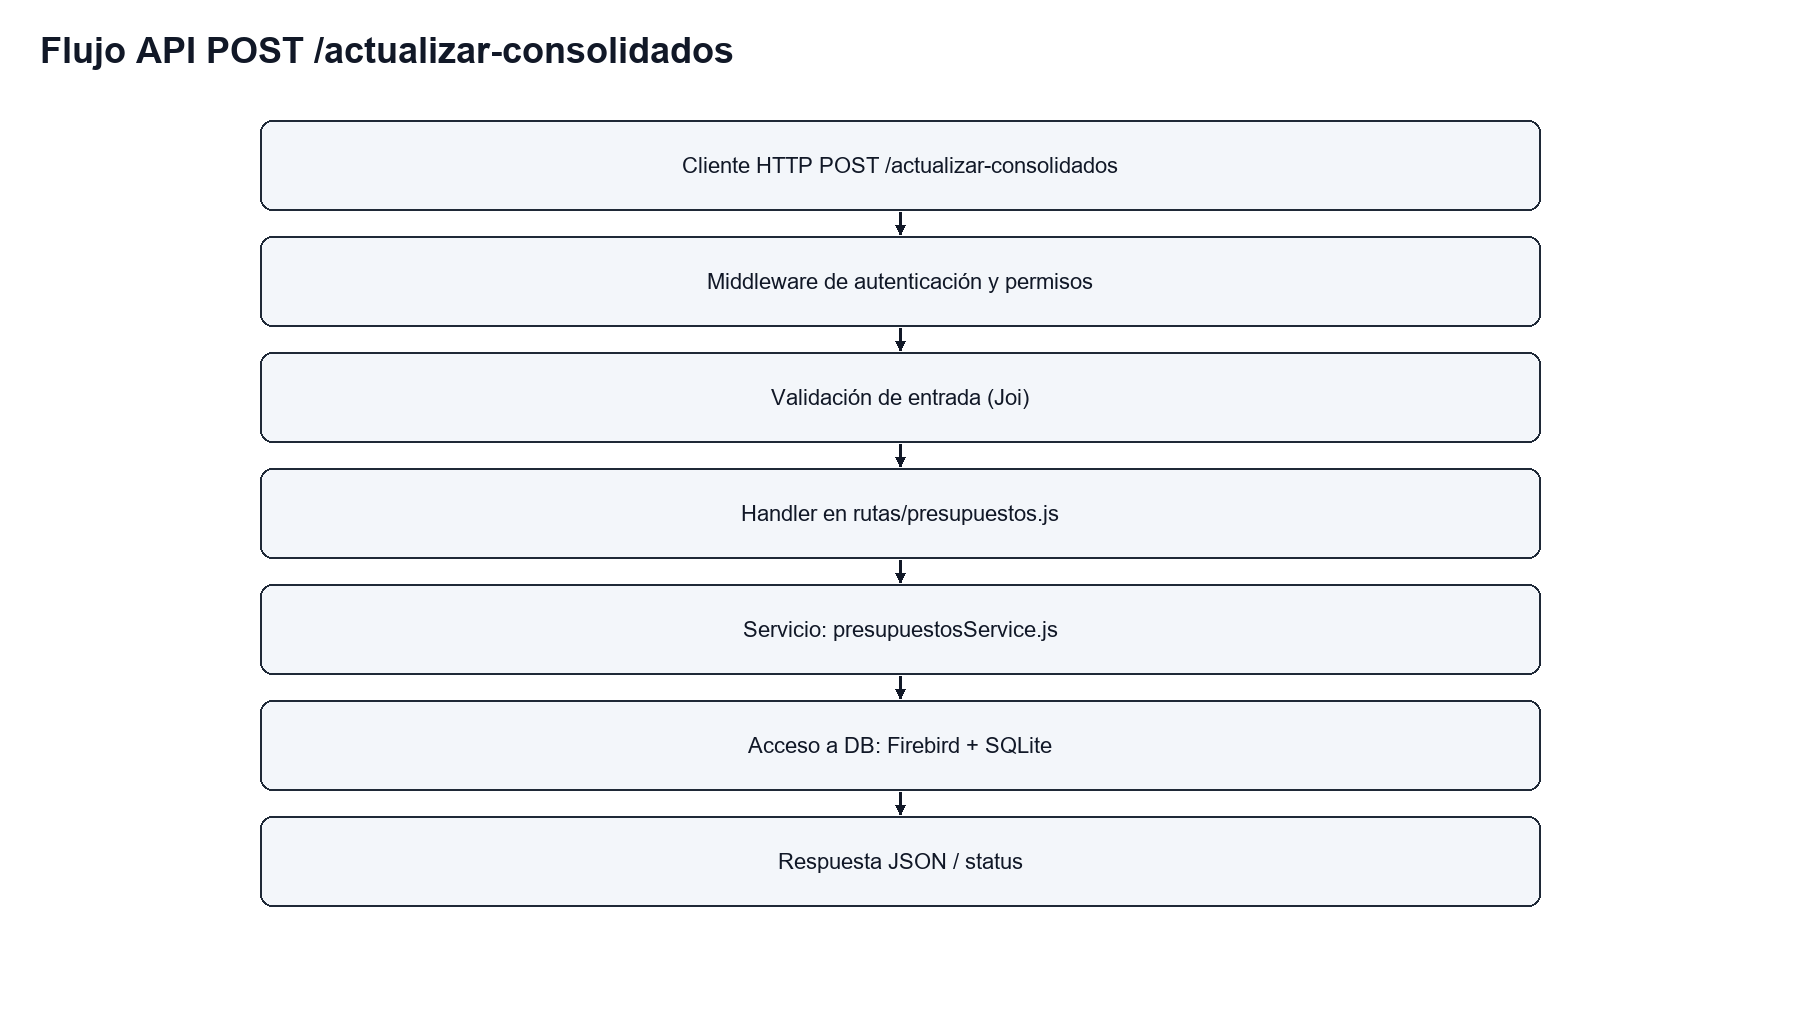 Flujo API POST /actualizar-consolidados
Cliente HTTP POST /actualizar-consolidados
Middleware de autenticación y permisos
Validación de entrada (Joi)
Handler en rutas/presupuestos.js
Servicio: presupuestosService.js
Acceso a DB: Firebird + SQLite
Respuesta JSON / status